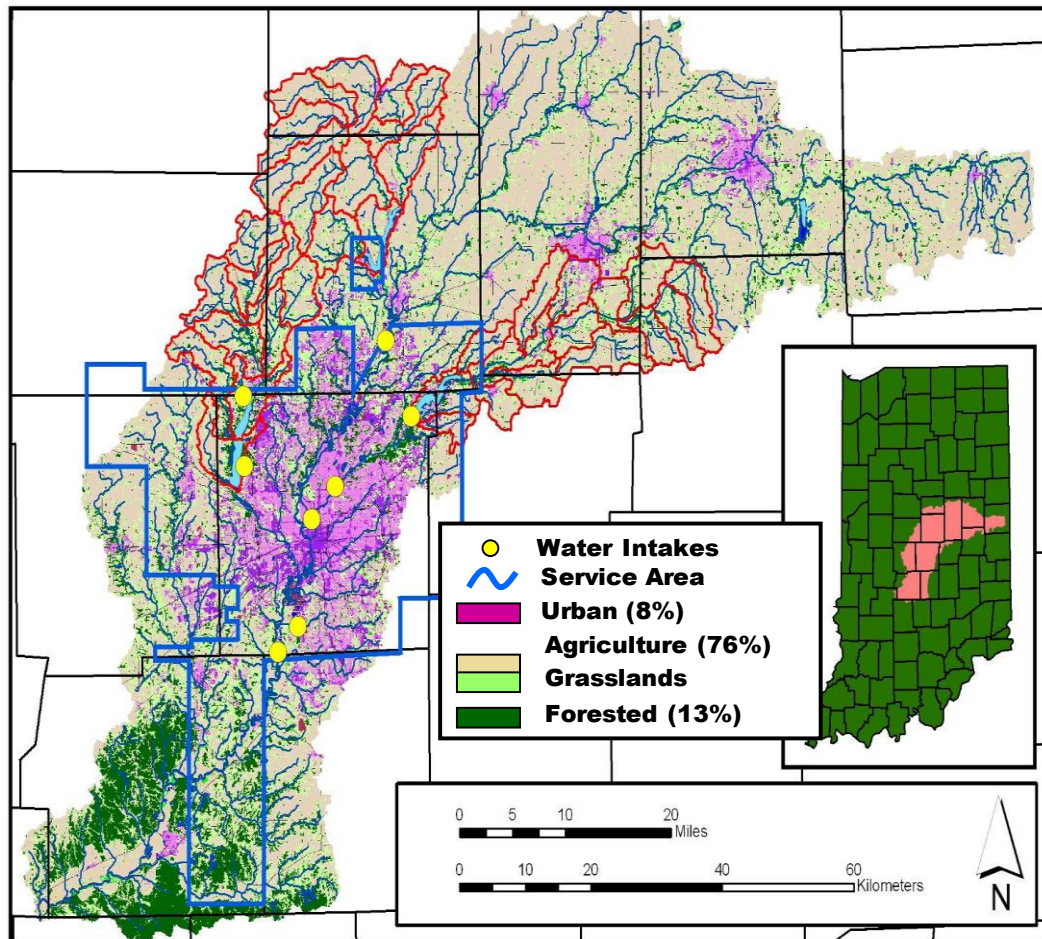 Water Intakes
Service Area
Urban (8%)
Agriculture (76%)
Grasslands
Forested (13%)
0 5 10 20
Miles
0 10 20 40 60
Kilometers
N